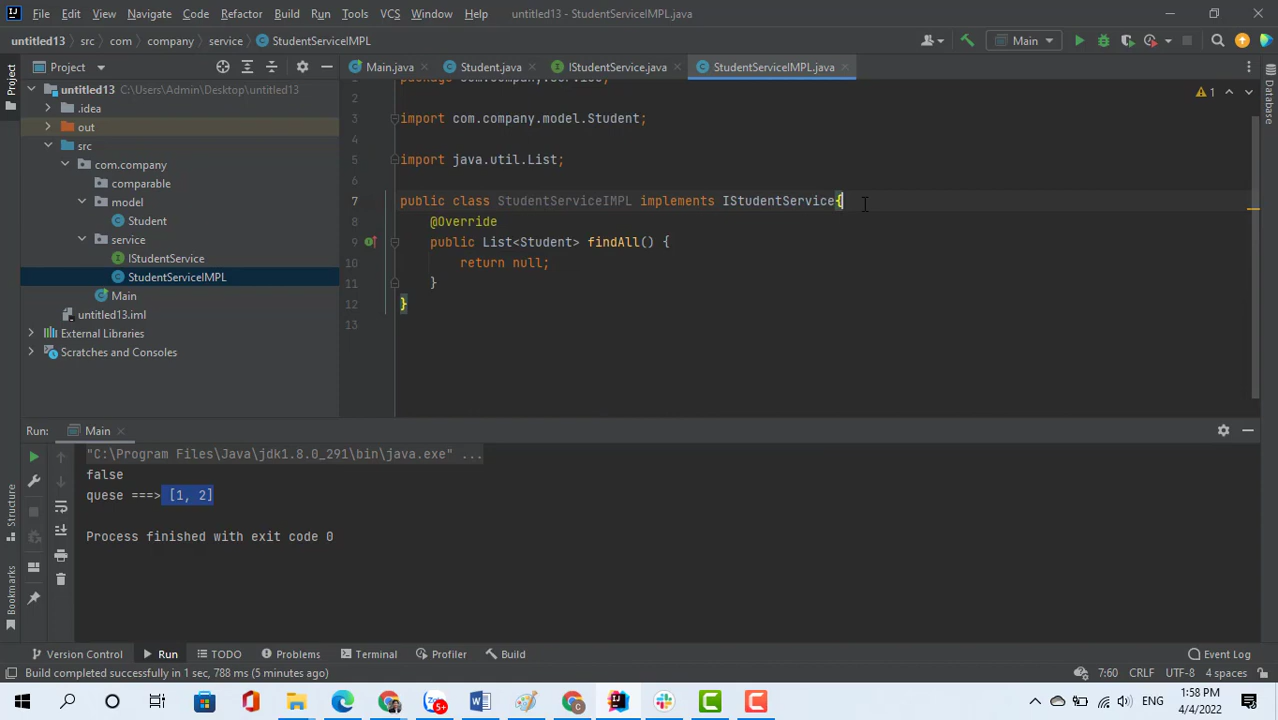 File Edit View Navigate Code Refactor Build Run Tools VCS Window Help untitled13 - StudentServiceIMPL.java
untitled13 src com company service StudentServiceIMPL Main
Project Main.java Student.java IStudentService.java StudentServiceIMPL.java
untitled13 C:\Users\Admin\Desktop\untitled13
.idea
out
src
com.company
comparable
model
Student
service
IStudentService
StudentServiceIMPL
Main
untitled13.iml
External Libraries
Scratches and Consoles
Project
Structure
Bookmarks
Database
1
2
3 import com.company.model.Student;
4
5 import java.util.List;
6
7 public class StudentServiceIMPL implements IStudentService{
8 @Override
9 public List<Student> findAll() {
10 return null;
11 }
12 }
13
Run: Main
"C:\Program Files\Java\jdk1.8.0_291\bin\java.exe" ...
false
quese ===> [1, 2]
Process finished with exit code 0
Version Control Run TODO Problems Terminal Profiler Build Event Log
Build completed successfully in 1 sec, 788 ms (5 minutes ago) 7:60 CRLF UTF-8 4 spaces
5+ ENG 1:58 PM
4/4/2022